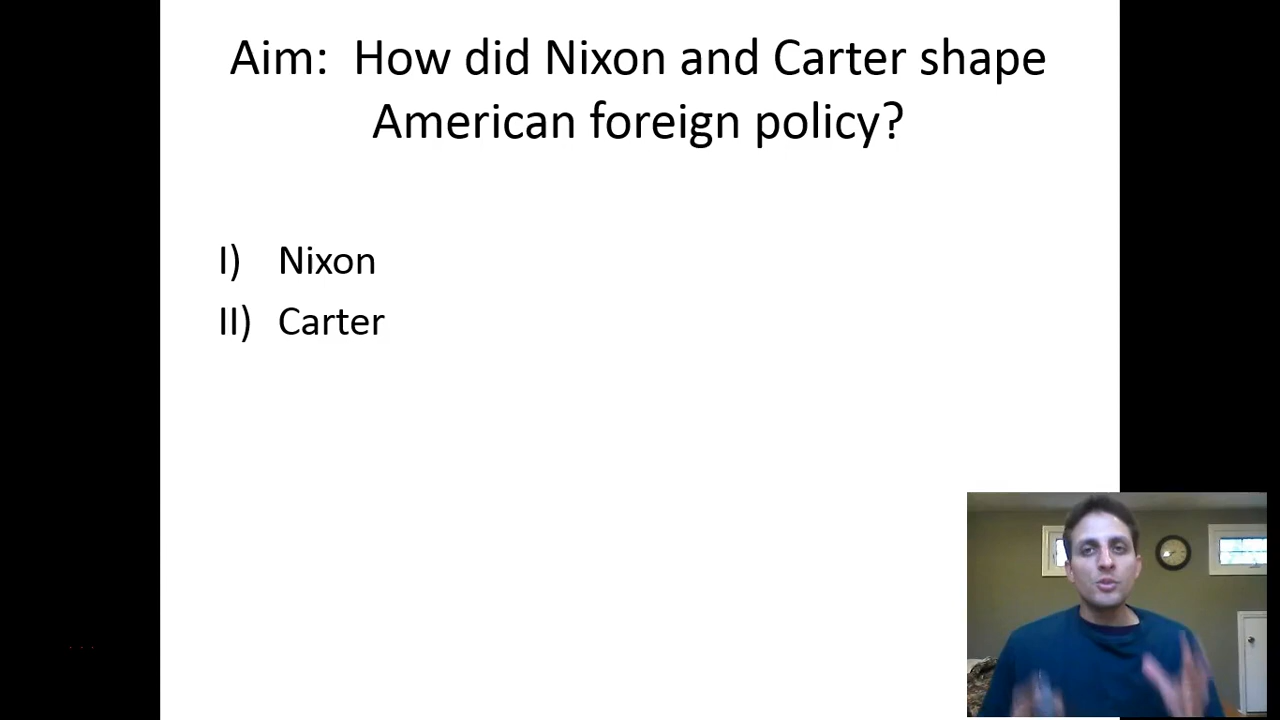 Aim:  How did Nixon and Carter shape
American foreign policy?
I) Nixon
II) Carter